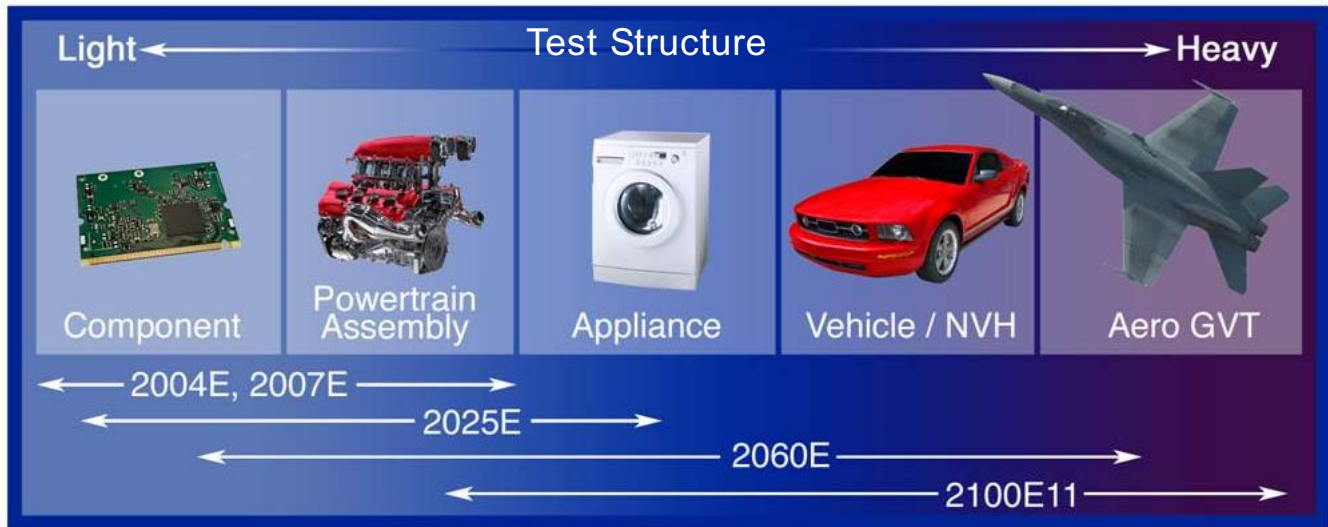 Light Test Structure Heavy
Component
Powertrain
Assembly
Appliance
Vehicle / NVH
Aero GVT
2004E, 2007E
2025E
2060E
2100E11